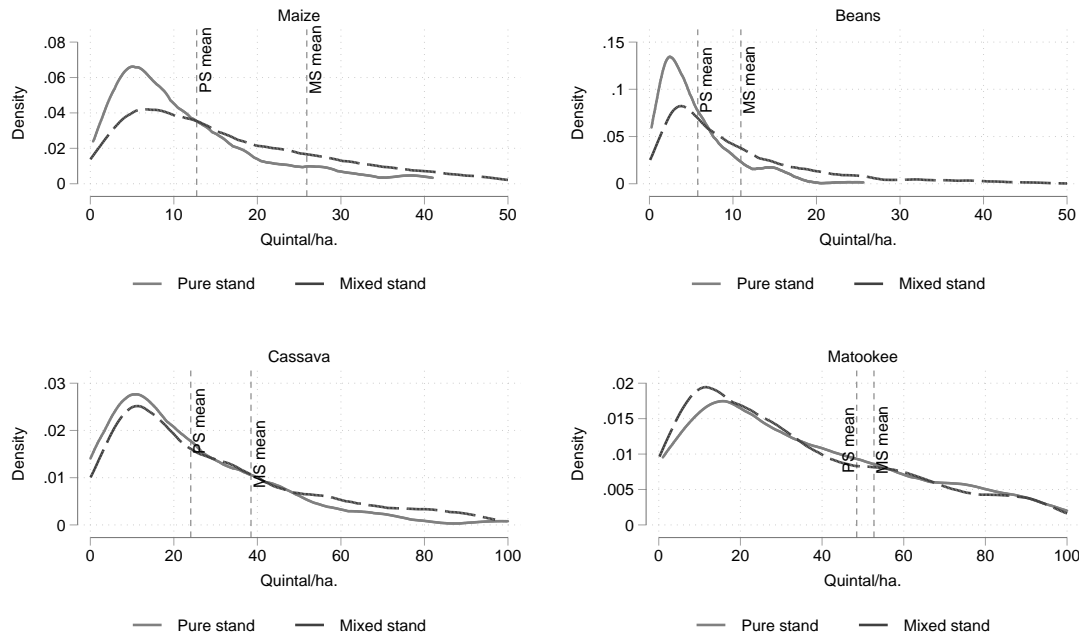 Maize
.08
.06
.04
.02
0
Density
PS mean
MS mean
0 10 20 30 40 50
Quintal/ha.
Pure stand Mixed stand
Beans
.15
.1
.05
0
Density
PS mean
MS mean
0 10 20 30 40 50
Quintal/ha.
Pure stand Mixed stand
Cassava
.03
.02
.01
0
Density
PS mean
MS mean
0 20 40 60 80 100
Quintal/ha.
Pure stand Mixed stand
Matookee
.02
.015
.01
.005
0
Density
PS mean
MS mean
0 20 40 60 80 100
Quintal/ha.
Pure stand Mixed stand